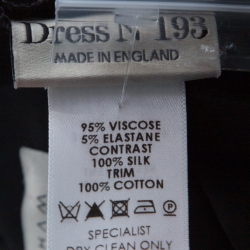 Dress Nº 193
MADE IN ENGLAND
95% VISCOSE
5% ELASTANE
CONTRAST
100% SILK
TRIM
100% COTTON
SPECIALIST
DRY CLEAN ONLY